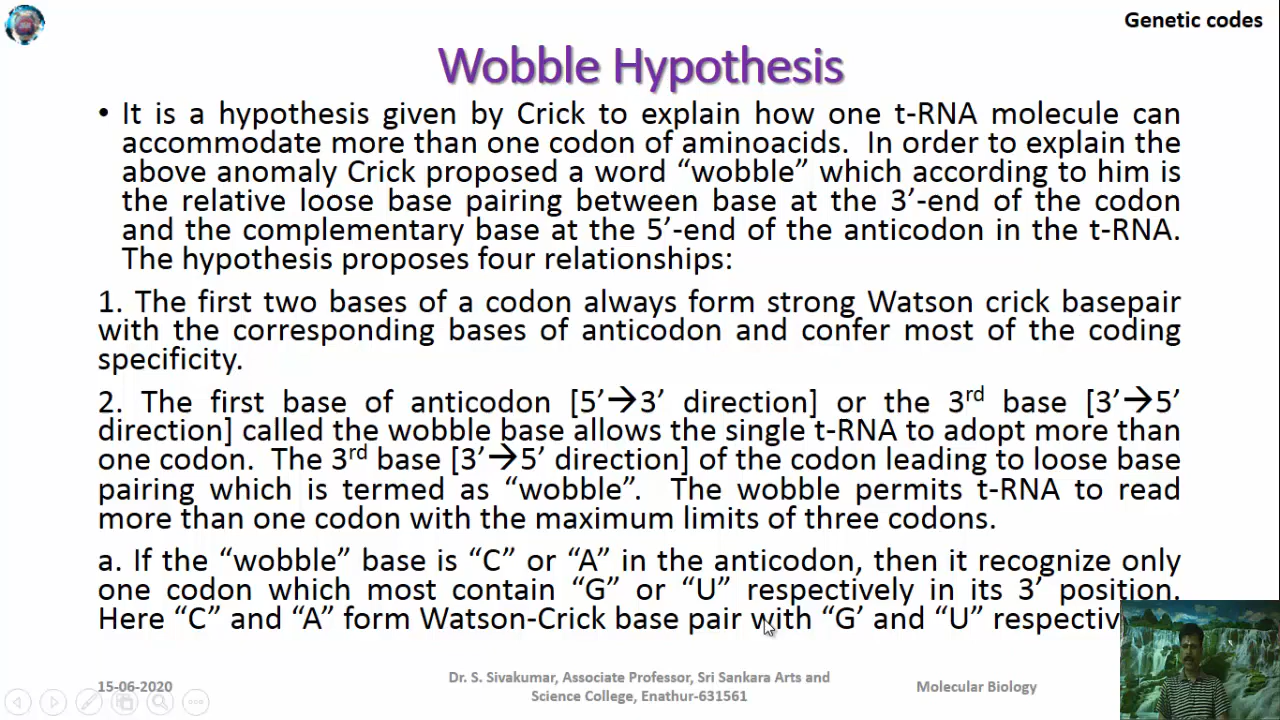 Genetic codes
Wobble Hypothesis
• It is a hypothesis given by Crick to explain how one t-RNA molecule can
accommodate more than one codon of aminoacids. In order to explain the
above anomaly Crick proposed a word “wobble” which according to him is
the relative loose base pairing between base at the 3’-end of the codon
and the complementary base at the 5’-end of the anticodon in the t-RNA.
The hypothesis proposes four relationships:
1. The first two bases of a codon always form strong Watson crick basepair
with the corresponding bases of anticodon and confer most of the coding
specificity.
2. The first base of anticodon [5’→3’ direction] or the 3rd base [3’→5’
direction] called the wobble base allows the single t-RNA to adopt more than
one codon. The 3rd base [3’→5’ direction] of the codon leading to loose base
pairing which is termed as “wobble”. The wobble permits t-RNA to read
more than one codon with the maximum limits of three codons.
a. If the “wobble” base is “C” or “A” in the anticodon, then it recognize only
one codon which most contain “G” or “U” respectively in its 3’ position.
Here “C” and “A” form Watson-Crick base pair with “G’ and “U” respectiv
15-06-2020
Dr. S. Sivakumar, Associate Professor, Sri Sankara Arts and
Science College, Enathur-631561
Molecular Biology